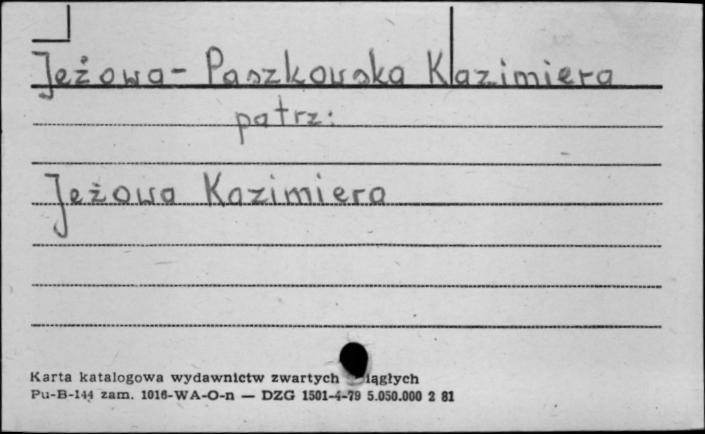 Jeżowa-Paszkowska Kazimiera
patrz:
Jeżowa Kazimiera
Karta katalogowa wydawnictw zwartych
Pu-B-144 zam. 1016-WA-O-n — DZG 1501-4-79 5.050.000 2 81